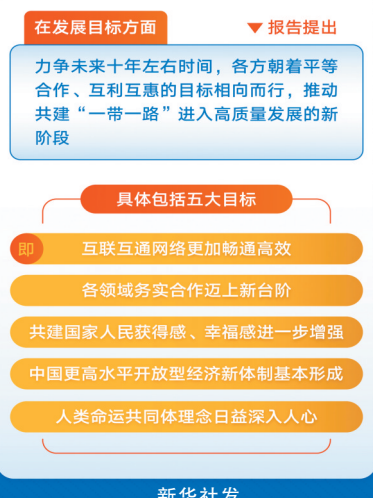 在发展目标方面
▼报告提出
力争未来十年左右时间，各方朝着平等
合作、互利互惠的目标相向而行，推动
共建“一带一路”进入高质量发展的新
阶段
具体包括五大目标
即
互联互通网络更加畅通高效
各领域务实合作迈上新台阶
共建国家人民获得感、幸福感进一步增强
中国更高水平开放型经济新体制基本形成
人类命运共同体理念日益深入人心
新华社发